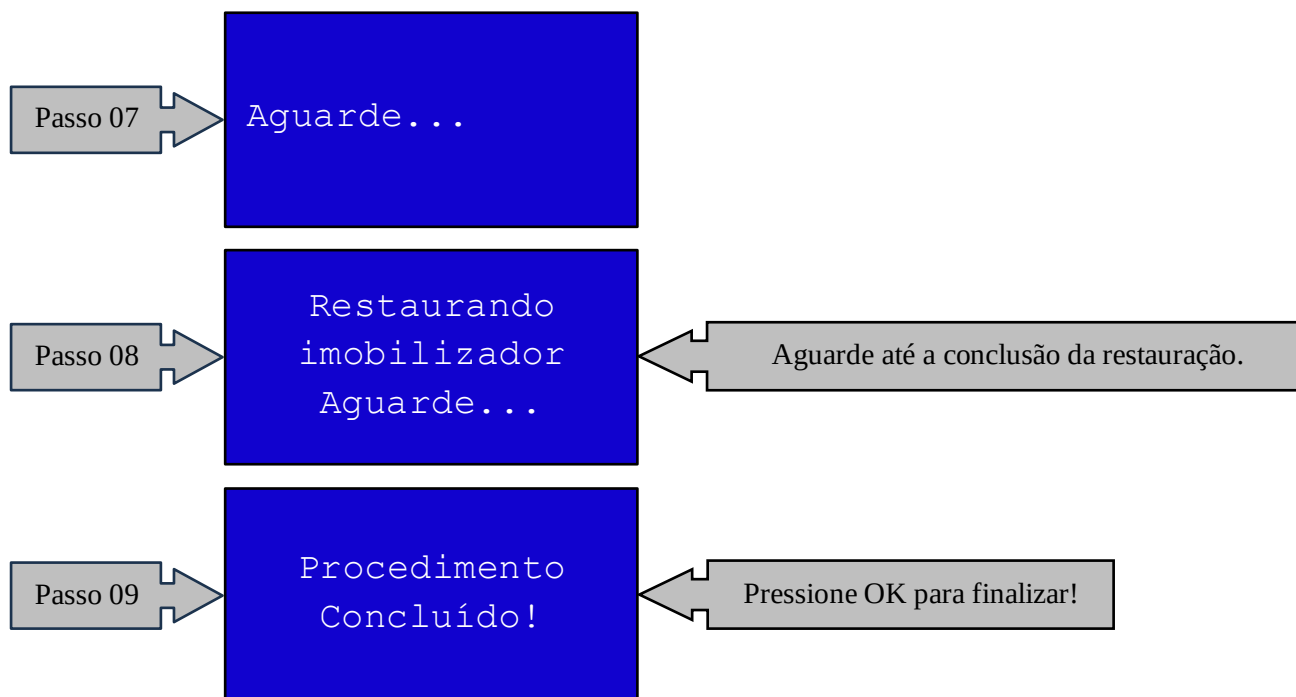 Passo 07
Aguarde...
Passo 08
Restaurando
imobilizador
Aguarde...
Aguarde até a conclusão da restauração.
Passo 09
Procedimento
Concluído!
Pressione OK para finalizar!